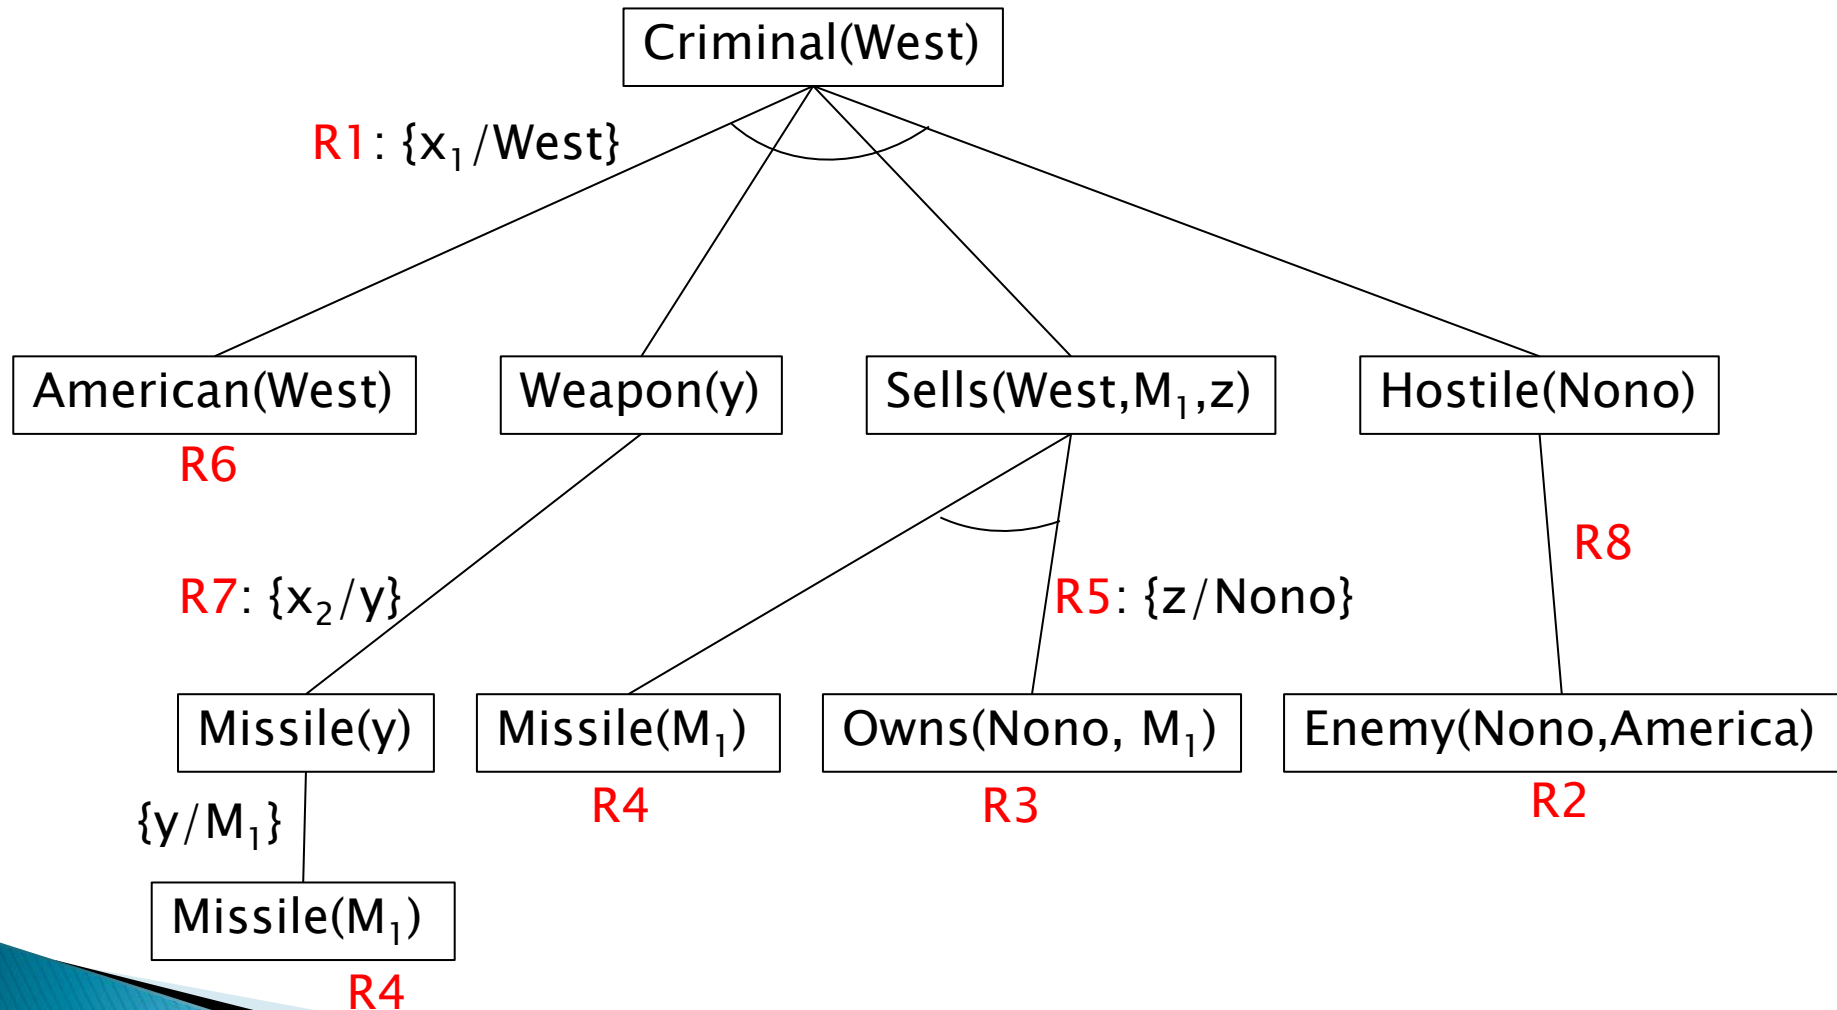 Criminal(West)
R1: {x₁/West}
American(West)
Weapon(y)
Sells(West,M₁,z)
Hostile(Nono)
R6
R8
R7: {x₂/y}
R5: {z/Nono}
Missile(y)
Missile(M₁)
Owns(Nono, M₁)
Enemy(Nono,America)
{y/M₁}
R4
R3
R2
Missile(M₁)
R4